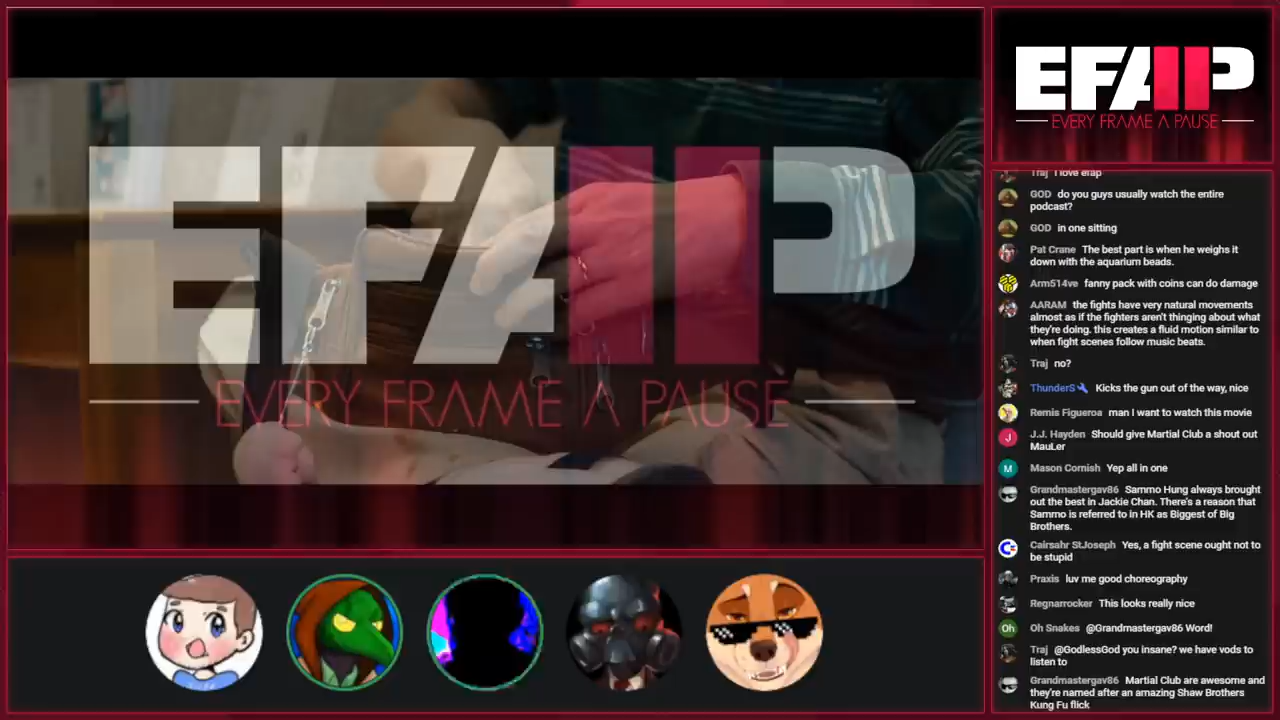 EFAP
EVERY FRAME A PAUSE
EFAP
EVERY FRAME A PAUSE
Traj I love efap
GOD do you guys usually watch the entire
podcast?
GOD in one sitting
Pat Crane The best part is when he weighs it
down with the aquarium beads.
Arm514ve fanny pack with coins can do damage
AARAM the fights have very natural movements
almost as if the fighters aren't thinging about what
they're doing. this creates a fluid motion similar to
when fight scenes follow music beats.
Traj no?
ThunderS Kicks the gun out of the way, nice
Remis Figueroa man I want to watch this movie
J J.J. Hayden Should give Martial Club a shout out
MauLer
M Mason Cornish Yep all in one
Grandmastergav86 Sammo Hung always brought
out the best in Jackie Chan. There's a reason that
Sammo is referred to in HK as Biggest of Big
Brothers.
Cairsahr StJoseph Yes, a fight scene ought not to
be stupid
Praxis luv me good choreography
Regnarrocker This looks really nice
Oh Oh Snakes @Grandmastergav86 Word!
Traj @GodlessGod you insane? we have vods to
listen to
Grandmastergav86 Martial Club are awesome and
they're named after an amazing Shaw Brothers
Kung Fu flick